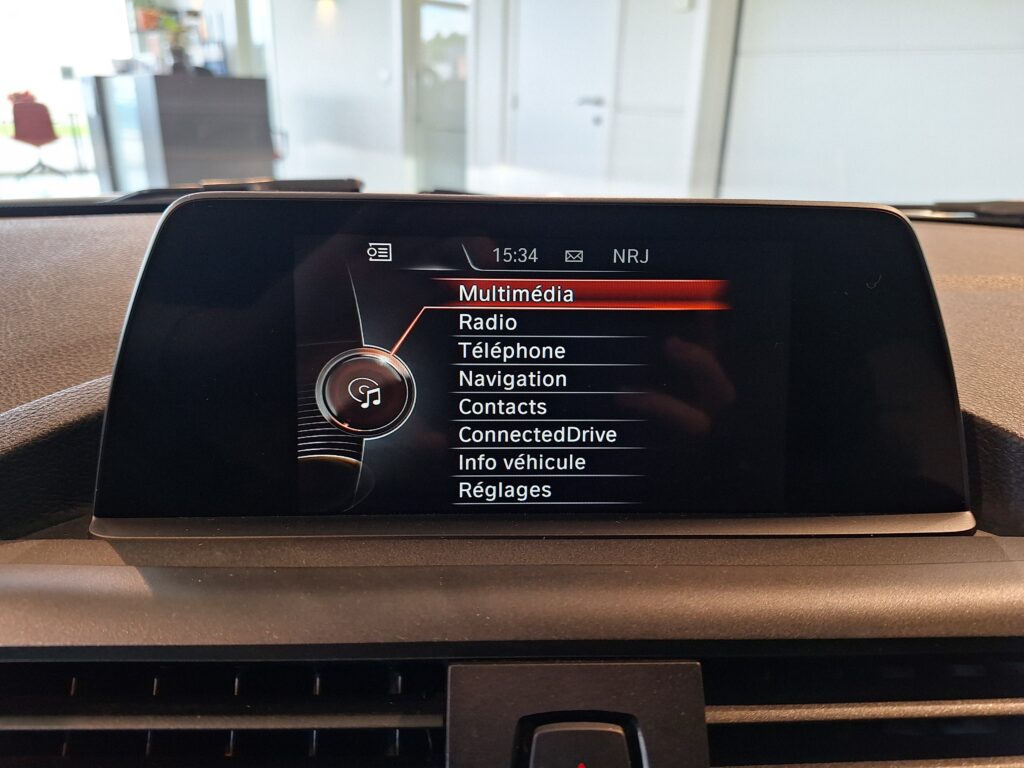 15:34 NRJ
Multimédia
Radio
Téléphone
Navigation
Contacts
ConnectedDrive
Info véhicule
Réglages